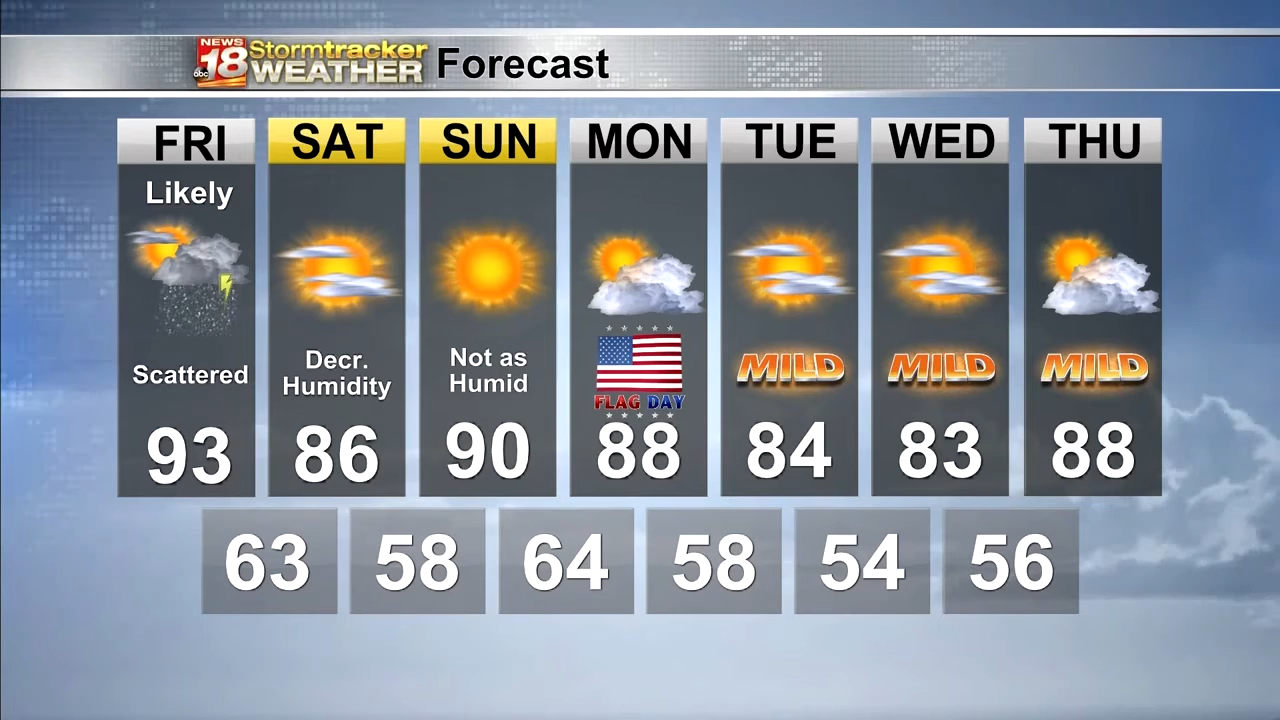 NEWS
abc 18
Stormtracker
WEATHER
Forecast
FRI SAT SUN MON TUE WED THU
Likely
Scattered
Decr.
Humidity
Not as
Humid
FLAG DAY
MILD MILD MILD
93 86 90 88 84 83 88
63 58 64 58 54 56